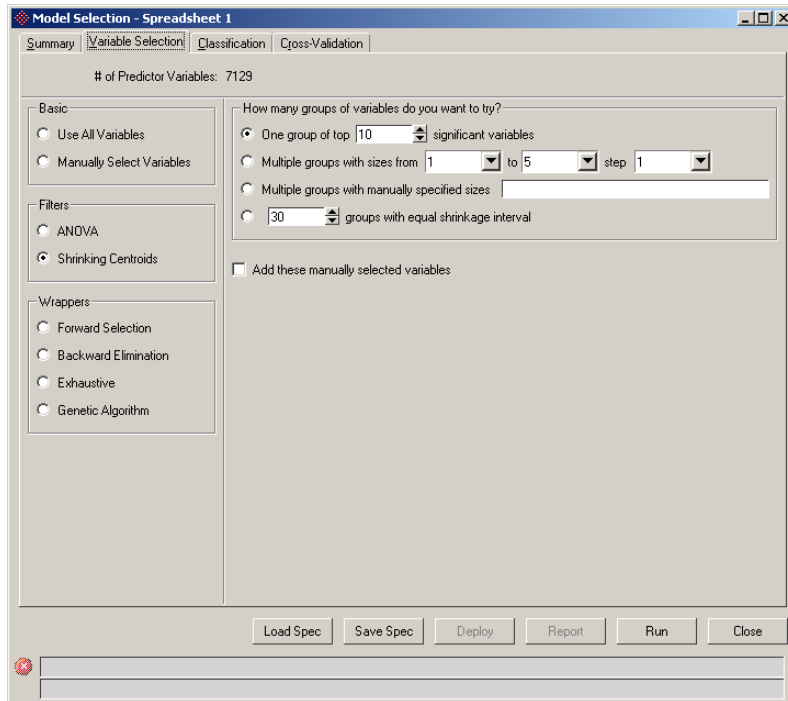 Model Selection - Spreadsheet 1
Summary Variable Selection Classification Cross-Validation
# of Predictor Variables: 7129
Basic
Use All Variables
Manually Select Variables
Filters
ANOVA
Shrinking Centroids
Wrappers
Forward Selection
Backward Elimination
Exhaustive
Genetic Algorithm
How many groups of variables do you want to try?
One group of top 10 significant variables
Multiple groups with sizes from 1 to 5 step 1
Multiple groups with manually specified sizes
30 groups with equal shrinkage interval
Add these manually selected variables
Load Spec Save Spec Deploy Report Run Close